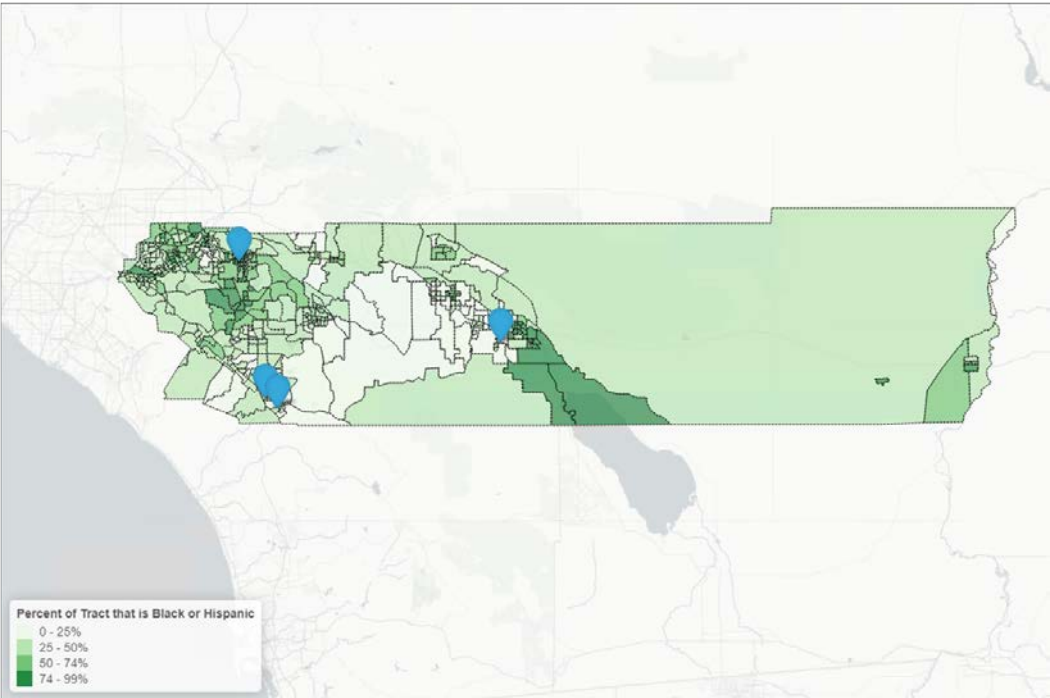 Percent of Tract that is Black or Hispanic
0 - 25%
25 - 50%
50 - 74%
74 - 99%